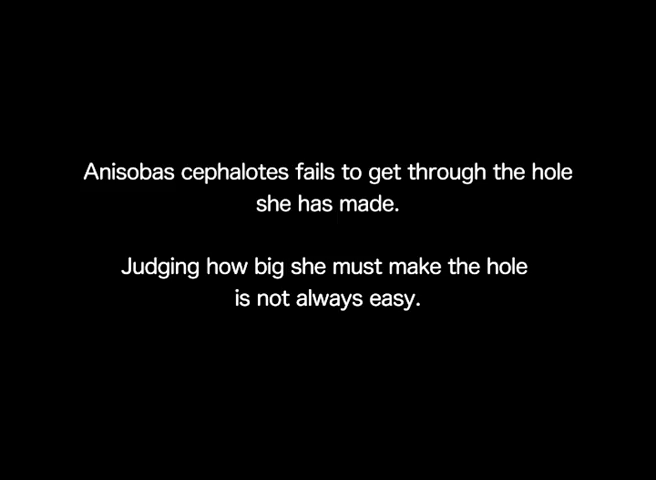 Anisobas cephalotes fails to get through the hole
she has made.
Judging how big she must make the hole
is not always easy.